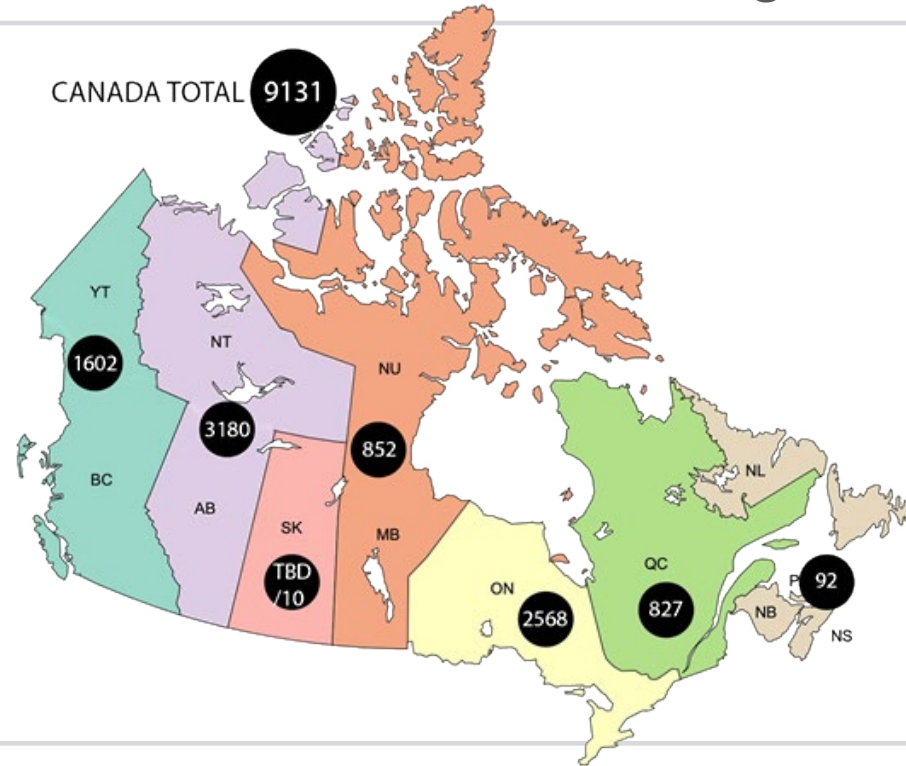 CANADA TOTAL 9131
YT
NT
1602
NU
3180
852
BC
AB
SK
MB
NL
TBD
/10
ON
2568
QC
827
P
92
NB
NS